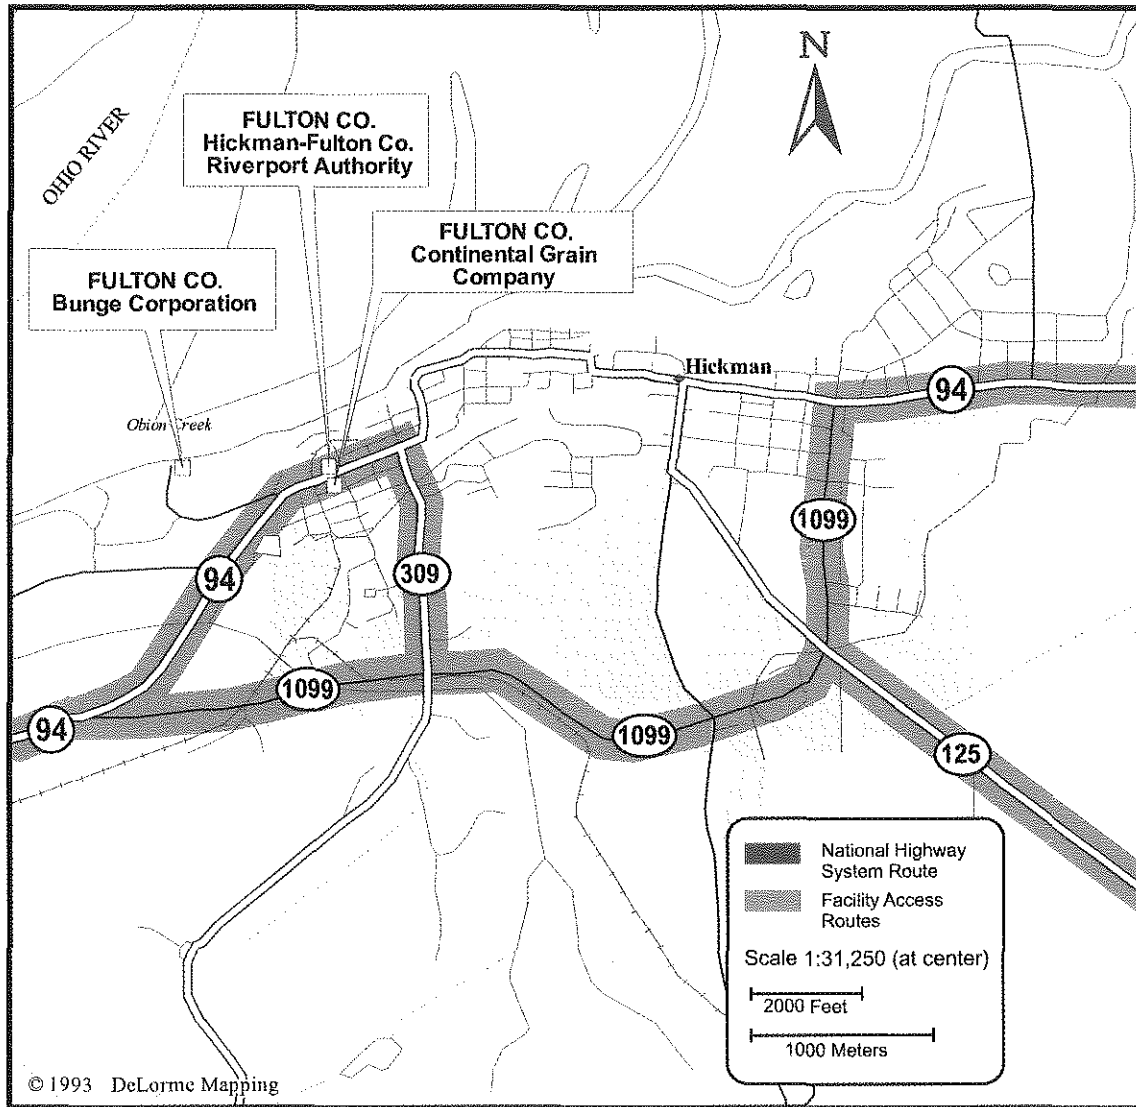 N
OHIO RIVER
FULTON CO.
Hickman-Fulton Co.
Riverport Authority
FULTON CO.
Continental Grain
Company
FULTON CO.
Bunge Corporation
Hickman
94
Obion Creek
1099
94
309
1099
94
1099
125
National Highway
System Route
Facility Access
Routes
Scale 1:31,250 (at center)
2000 Feet
1000 Meters
© 1993 DeLorme Mapping